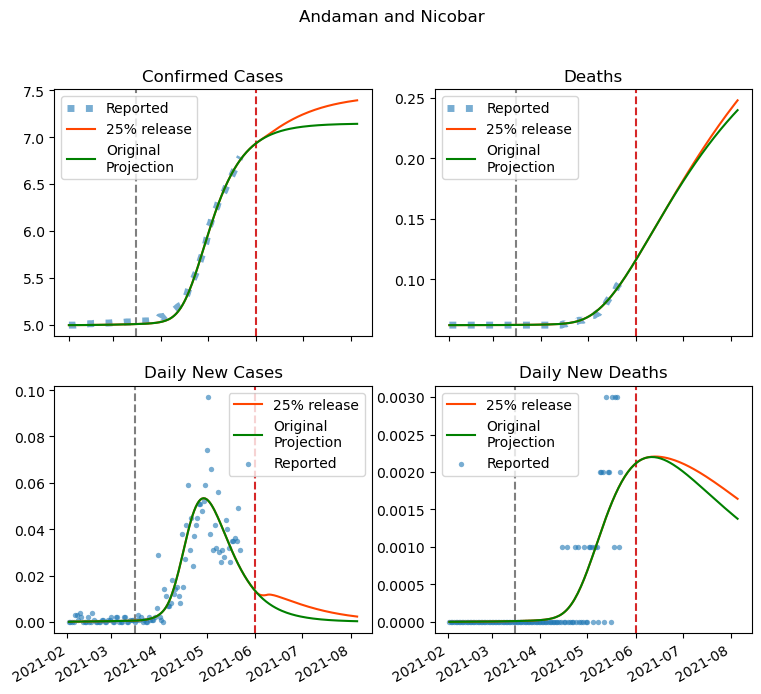 Andaman and Nicobar
Confirmed Cases
7.5
7.0
6.5
6.0
5.5
5.0
Reported
25% release
Original
Projection
Deaths
0.25
0.20
0.15
0.10
Reported
25% release
Original
Projection
Daily New Cases
0.10
0.08
0.06
0.04
0.02
0.00
25% release
Original
Projection
Reported
2021-02
2021-03
2021-04
2021-05
2021-06
2021-07
2021-08
Daily New Deaths
0.0030
0.0025
0.0020
0.0015
0.0010
0.0005
0.0000
25% release
Original
Projection
Reported
2021-02
2021-03
2021-04
2021-05
2021-06
2021-07
2021-08